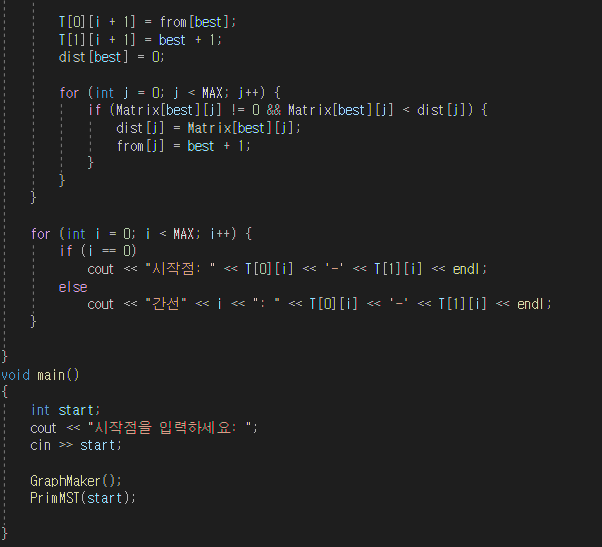 T[0][i + 1] = from[best];
T[1][i + 1] = best + 1;
dist[best] = 0;
for (int j = 0; j < MAX; j++) {
if (Matrix[best][j] != 0 && Matrix[best][j] < dist[j]) {
dist[j] = Matrix[best][j];
from[j] = best + 1;
}
}
}
for (int i = 0; i < MAX; i++) {
if (i == 0)
cout << "시작점: " << T[0][i] << '-' << T[1][i] << endl;
else
cout << "간선" << i << ": " << T[0][i] << '-' << T[1][i] << endl;
}
}
void main()
{
int start;
cout << "시작점을 입력하세요: ";
cin >> start;
GraphMaker();
PrimMST(start);
}